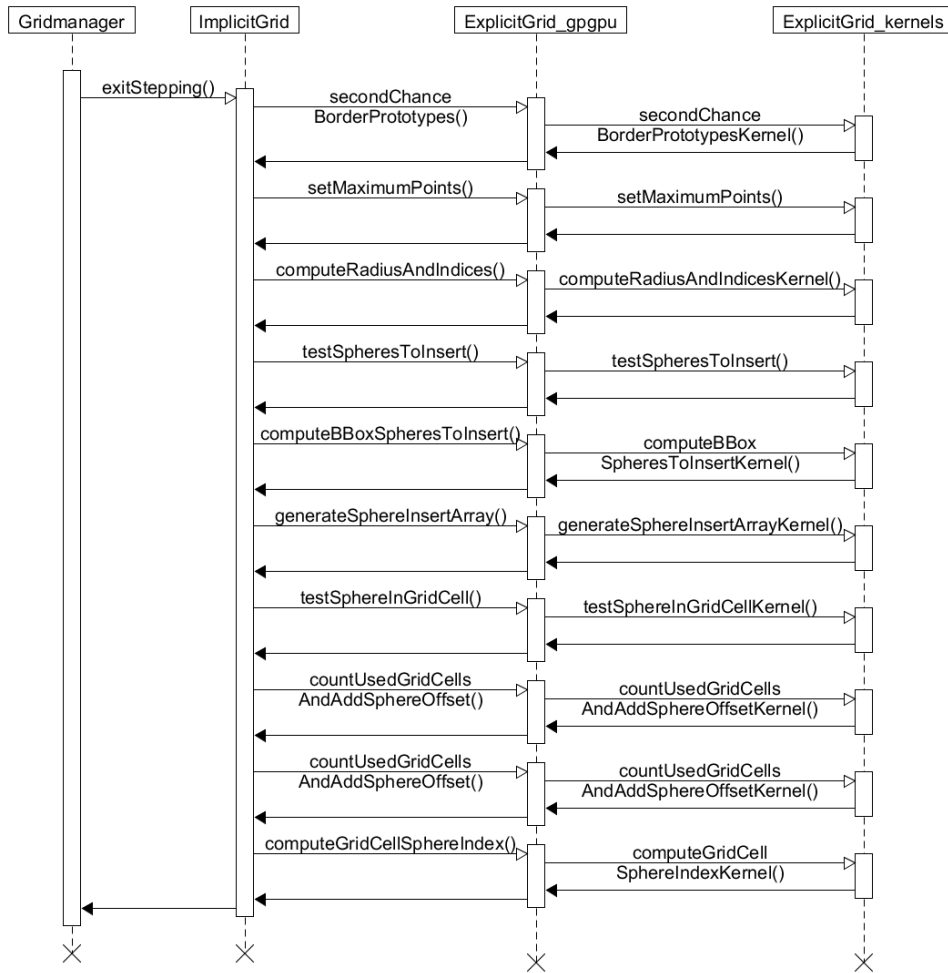 Gridmanager
ImplicitGrid
ExplicitGrid_gpgpu
ExplicitGrid_kernels
exitStepping()
secondChance
BorderPrototypes()
secondChance
BorderPrototypesKernel()
setMaximumPoints()
setMaximumPoints()
computeRadiusAndIndices()
computeRadiusAndIndicesKernel()
testSpheresToInsert()
testSpheresToInsert()
computeBBoxSpheresToInsert()
computeBBox
SpheresToInsertKernel()
generateSphereInsertArray()
generateSphereInsertArrayKernel()
testSphereInGridCell()
testSphereInGridCellKernel()
countUsedGridCells
AndAddSphereOffset()
countUsedGridCells
AndAddSphereOffsetKernel()
countUsedGridCells
AndAddSphereOffset()
countUsedGridCells
AndAddSphereOffsetKernel()
computeGridCellSphereIndex()
computeGridCell
SphereIndexKernel()